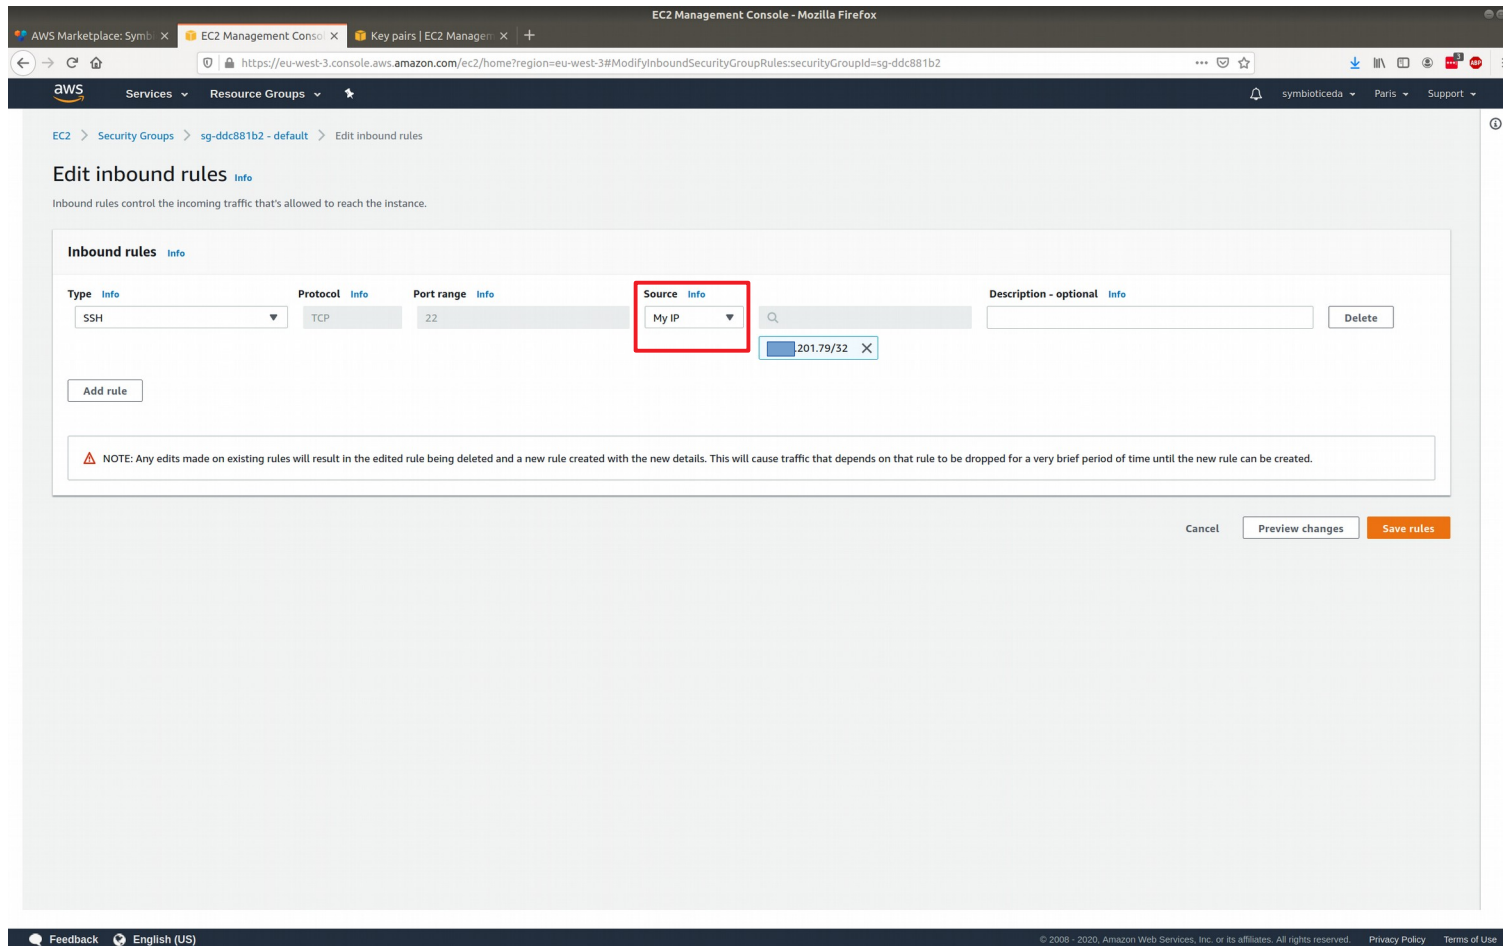 EC2 Management Console - Mozilla Firefox
AWS Marketplace: Symbi
EC2 Management Consol
Key pairs | EC2 Managem
https://eu-west-3.console.aws.amazon.com/ec2/home?region=eu-west-3#ModifyInboundSecurityGroupRules:securityGroupId=sg-ddc881b2
3
ABP
aws
Services
Resource Groups
symbioticeda
Paris
Support
EC2 > Security Groups > sg-ddc881b2 - default > Edit inbound rules
Edit inbound rules Info
Inbound rules control the incoming traffic that's allowed to reach the instance.
Inbound rules Info
Type Info Protocol Info Port range Info Source Info Description - optional Info
SSH TCP 22 My IP Delete
.201.79/32
Add rule
NOTE: Any edits made on existing rules will result in the edited rule being deleted and a new rule created with the new details. This will cause traffic that depends on that rule to be dropped for a very brief period of time until the new rule can be created.
Cancel Preview changes Save rules
Feedback English (US) © 2008 - 2020, Amazon Web Services, Inc. or its affiliates. All rights reserved. Privacy Policy Terms of Use